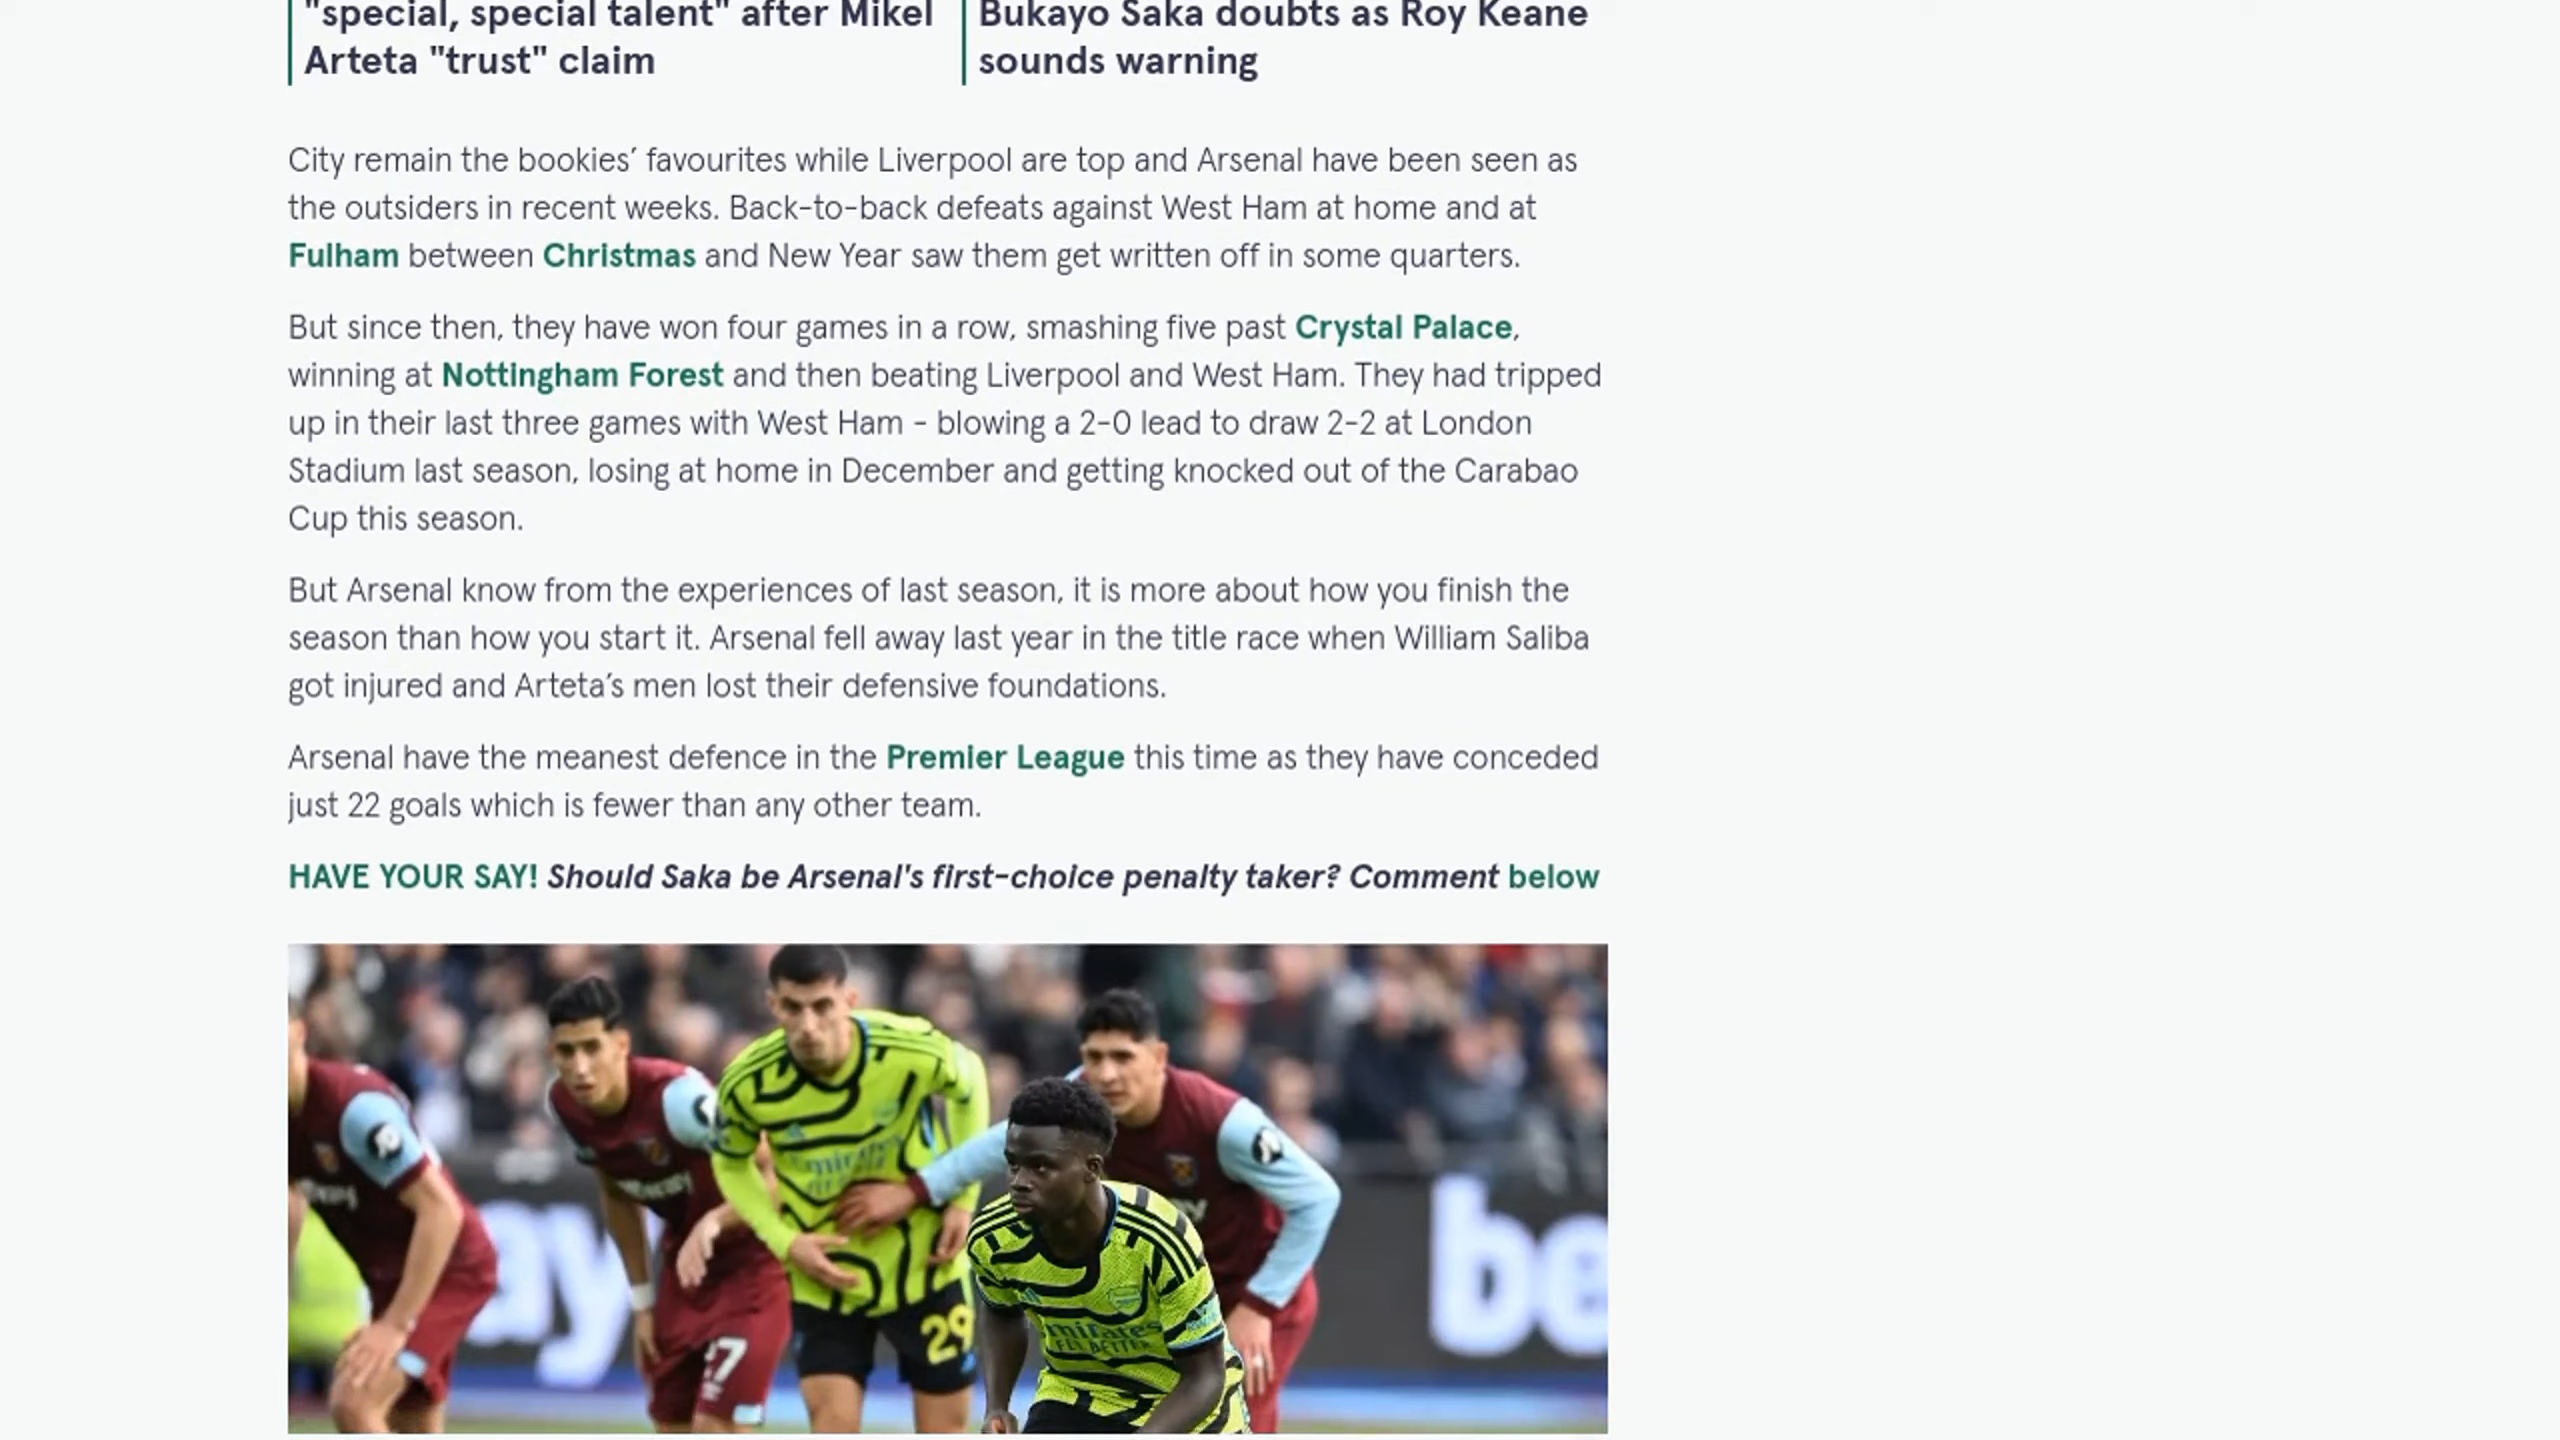 "special, special talent" after Mikel
Arteta "trust" claim
Bukayo Saka doubts as Roy Keane
sounds warning
City remain the bookies’ favourites while Liverpool are top and Arsenal have been seen as
the outsiders in recent weeks. Back-to-back defeats against West Ham at home and at
Fulham between Christmas and New Year saw them get written off in some quarters.
But since then, they have won four games in a row, smashing five past Crystal Palace,
winning at Nottingham Forest and then beating Liverpool and West Ham. They had tripped
up in their last three games with West Ham - blowing a 2-0 lead to draw 2-2 at London
Stadium last season, losing at home in December and getting knocked out of the Carabao
Cup this season.
But Arsenal know from the experiences of last season, it is more about how you finish the
season than how you start it. Arsenal fell away last year in the title race when William Saliba
got injured and Arteta’s men lost their defensive foundations.
Arsenal have the meanest defence in the Premier League this time as they have conceded
just 22 goals which is fewer than any other team.
HAVE YOUR SAY! Should Saka be Arsenal's first-choice penalty taker? Comment below
ay
be
29
27